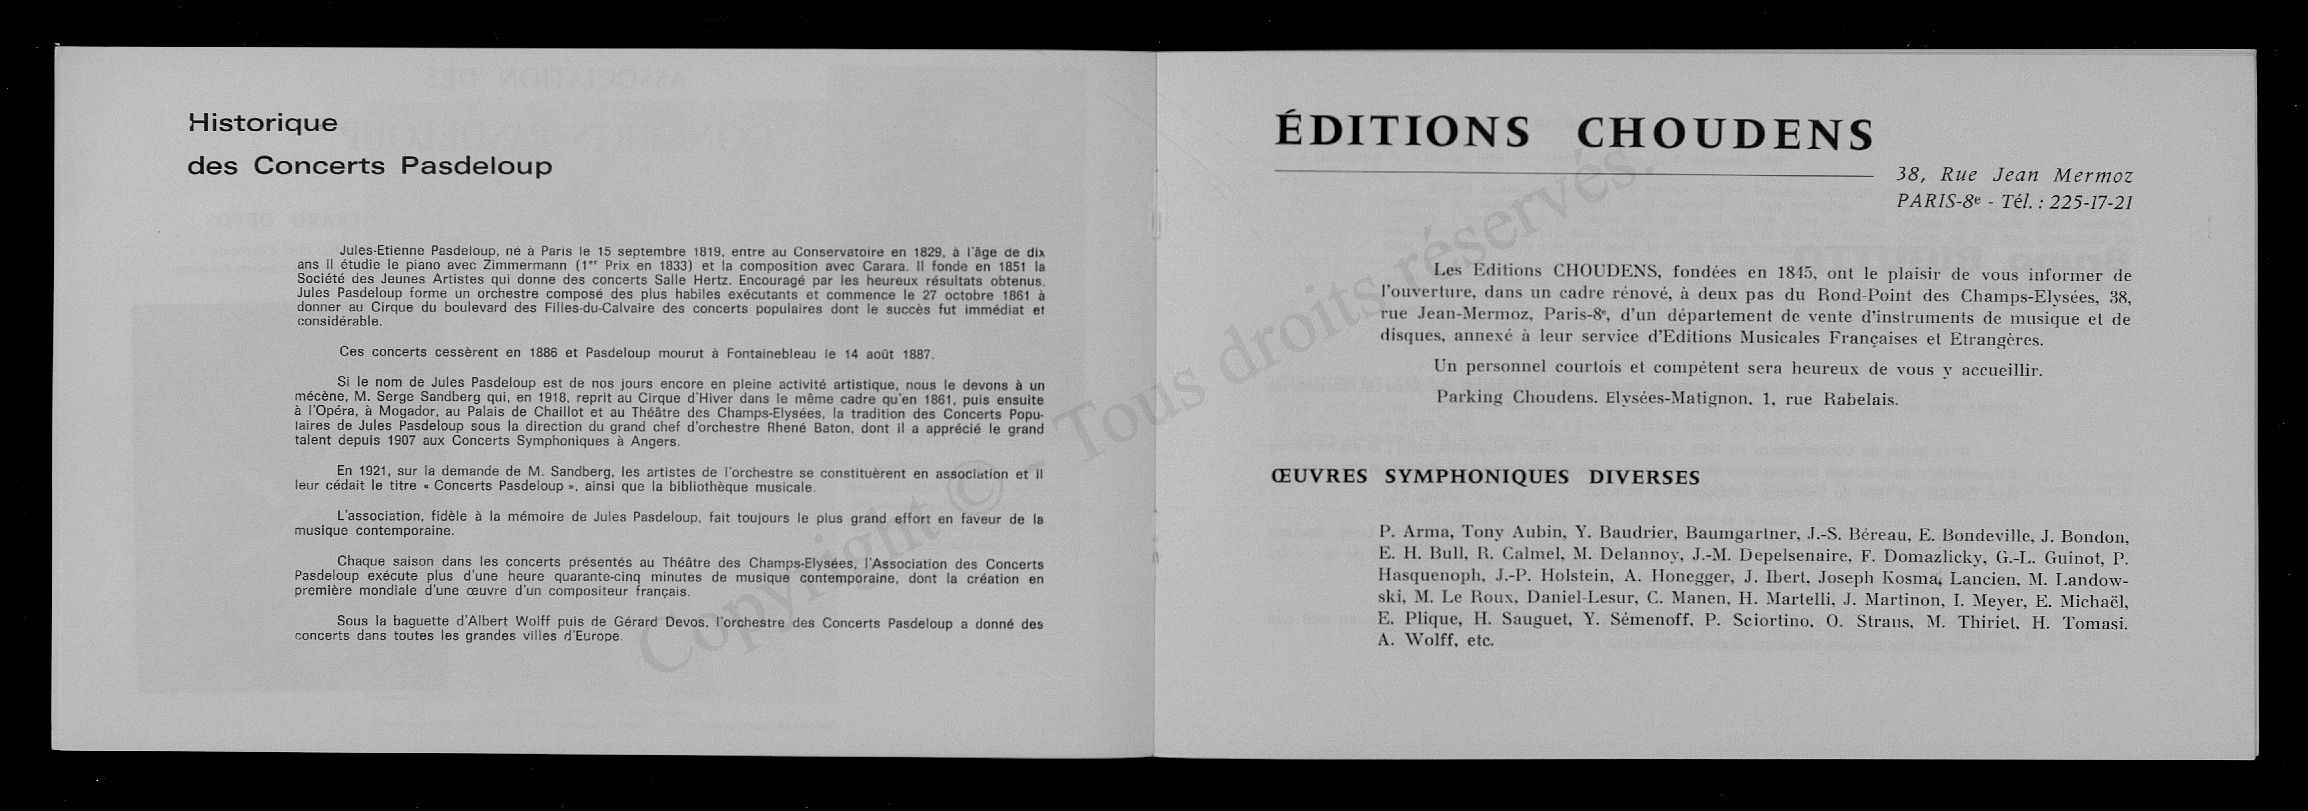 Historique
des Concerts Pasdeloup
Jules-Etienne Pasdeloup, né à Paris le 15 septembre 1819, entre au Conservatoire en 1829, à l'âge de dix
ans il étudie le piano avec Zimmermann (1er Prix en 1833) et la composition avec Carara. Il fonde en 1851 la
Société des Jeunes Artistes qui donne des concerts Salle Hertz. Encouragé par les heureux résultats obtenus,
Jules Pasdeloup forme un orchestre composé des plus habiles exécutants et commence le 27 octobre 1861 à
donner au Cirque du boulevard des Filles-du-Calvaire des concerts populaires dont le succès fut immédiat et
considérable.
Ces concerts cessèrent en 1886 et Pasdeloup mourut à Fontainebleau le 14 août 1887.
Si le nom de Jules Pasdeloup est de nos jours encore en pleine activité artistique, nous le devons à un
mécène, M. Serge Sandberg qui, en 1918, reprit au Cirque d'Hiver dans le même cadre qu'en 1861, puis ensuite
à l'Opéra, à Mogador, au Palais de Chaillot et au Théâtre des Champs-Elysées, la tradition des Concerts Popu-
laires de Jules Pasdeloup sous la direction du grand chef d'orchestre Rhené Baton, dont il a apprécié le grand
talent depuis 1907 aux Concerts Symphoniques à Angers.
En 1921, sur la demande de M. Sandberg, les artistes de l'orchestre se constituèrent en association et il
leur cédait le titre « Concerts Pasdeloup », ainsi que la bibliothèque musicale.
L'association, fidèle à la mémoire de Jules Pasdeloup, fait toujours le plus grand effort en faveur de la
musique contemporaine.
Chaque saison dans les concerts présentés au Théâtre des Champs-Elysées, l'Association des Concerts
Pasdeloup exécute plus d'une heure quarante-cinq minutes de musique contemporaine, dont la création en
première mondiale d'une œuvre d'un compositeur français.
Sous la baguette d'Albert Wolff puis de Gérard Devos, l'orchestre des Concerts Pasdeloup a donné des
concerts dans toutes les grandes villes d'Europe.
ÉDITIONS CHOUDENS
38, Rue Jean Mermoz
PARIS-8e - Tél. : 225-17-21
Les Editions CHOUDENS, fondées en 1845, ont le plaisir de vous informer de
l'ouverture, dans un cadre rénové, à deux pas du Rond-Point des Champs-Elysées, 38,
rue Jean-Mermoz, Paris-8e, d'un département de vente d'instruments de musique et de
disques, annexé à leur service d'Editions Musicales Françaises et Etrangères.
Un personnel courtois et compétent sera heureux de vous y accueillir.
Parking Choudens. Elysées-Matignon, 1, rue Rabelais.
ŒUVRES SYMPHONIQUES DIVERSES
P. Arma, Tony Aubin, Y. Baudrier, Baumgartner, J.-S. Béreau, E. Bondeville, J. Bondon,
E. H. Bull, R. Calmel, M. Delannoy, J.-M. Depelsenaire, F. Domazlicky, G.-L. Guinot, P.
Hasquenoph, J.-P. Holstein, A. Honegger, J. Ibert, Joseph Kosma, Lancien, M. Landow-
ski, M. Le Roux, Daniel-Lesur, C. Manen, H. Martelli, J. Martinon, I. Meyer, E. Michaël,
E. Plique, H. Sauguet, Y. Sémenoff, P. Sciortino, O. Straus, M. Thiriet, H. Tomasi.
A. Wolff, etc.
Copyright © - Tous droits réservés.